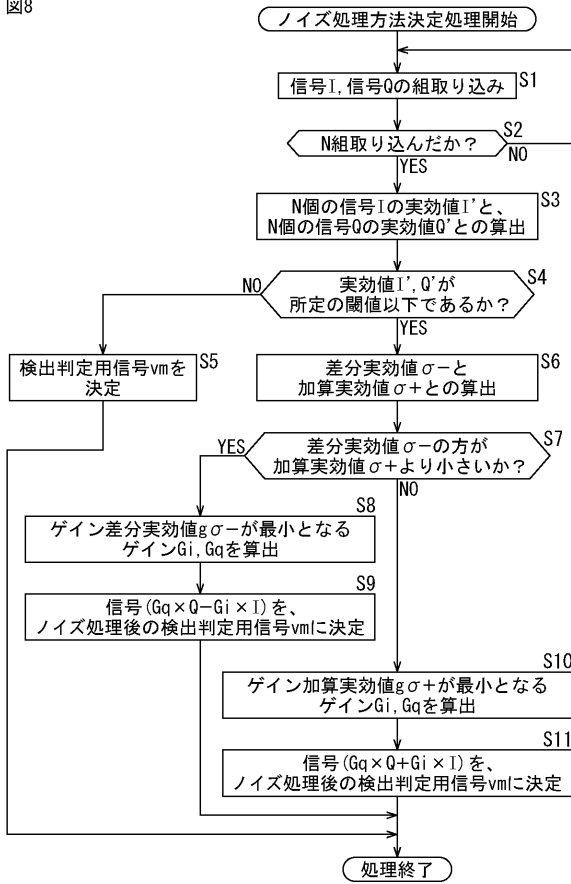 図8
ノイズ処理方法決定処理開始
信号I,信号Qの組取り込み
S1
N組取り込んだか？
S2
NO
YES
N個の信号Iの実効値I'と、
N個の信号Qの実効値Q'との算出
S3
実効値I',Q'が
所定の閾値以下であるか？
S4
NO
YES
検出判定用信号vmを
決定
S5
差分実効値σ−と
加算実効値σ+との算出
S6
差分実効値σ−の方が
加算実効値σ+より小さいか？
S7
YES
NO
S8
ゲイン差分実効値gσ−が最小となる
ゲインGi,Gqを算出
S9
信号(Gq×Q−Gi×I)を、
ノイズ処理後の検出判定用信号vmに決定
S10
ゲイン加算実効値gσ+が最小となる
ゲインGi,Gqを算出
S11
信号(Gq×Q+Gi×I)を、
ノイズ処理後の検出判定用信号vmに決定
処理終了